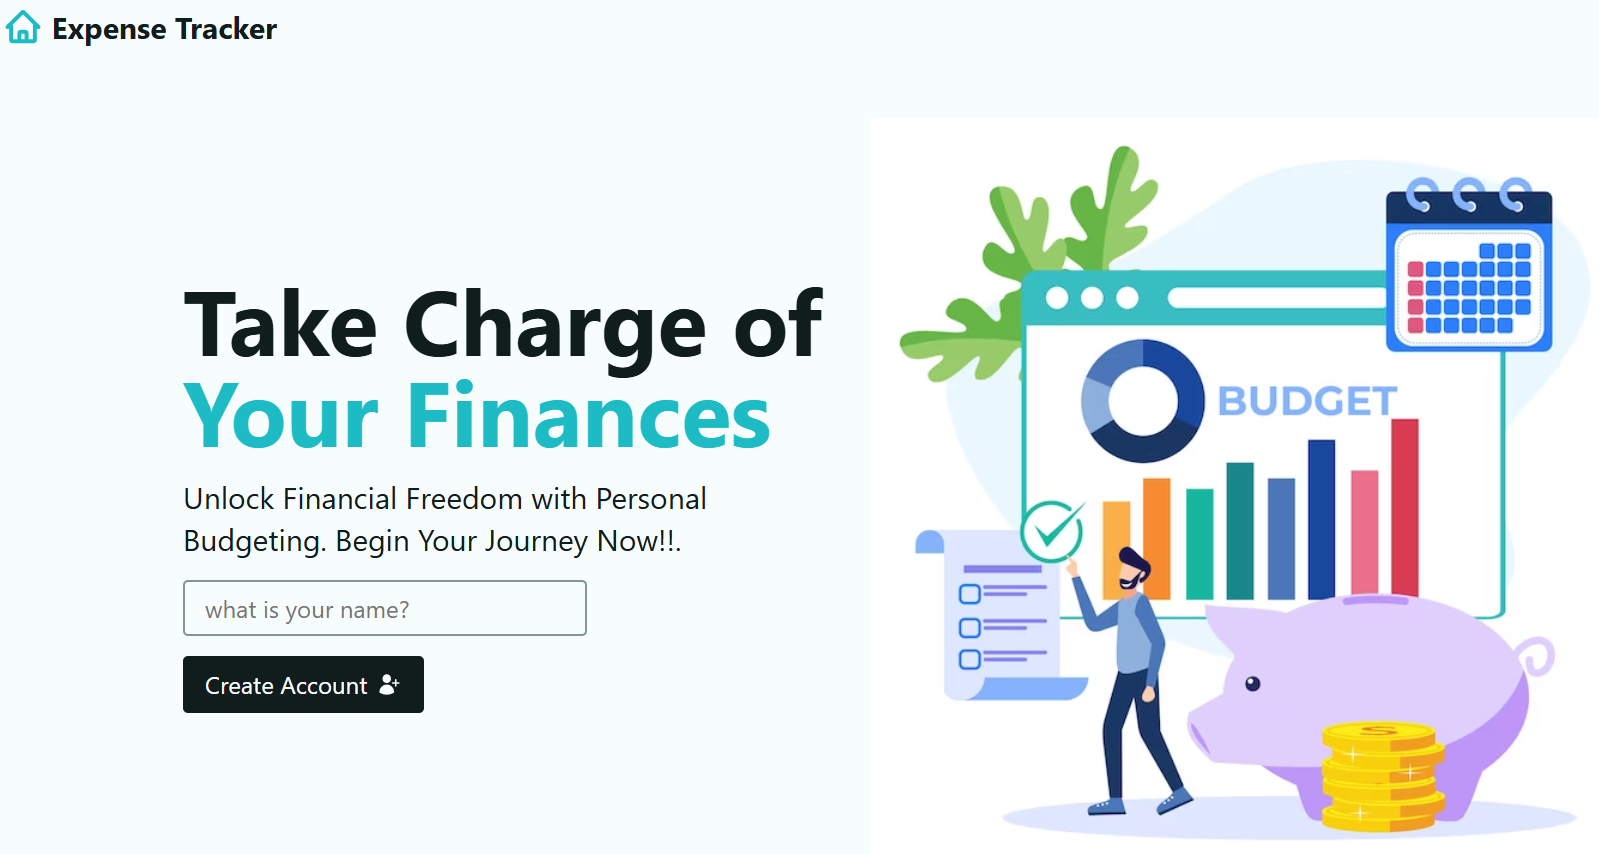 Expense Tracker
Take Charge of
Your Finances
Unlock Financial Freedom with Personal
Budgeting. Begin Your Journey Now!!.
what is your name?
Create Account
BUDGET
S